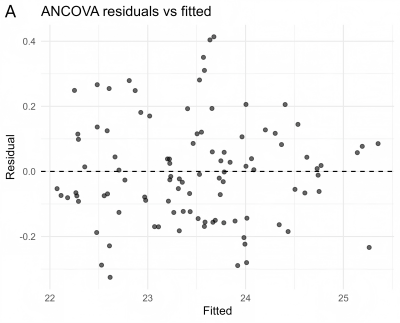 A ANCOVA residuals vs fitted
0.4
0.2
0.0
-0.2
Residual
22 23 24 25
Fitted